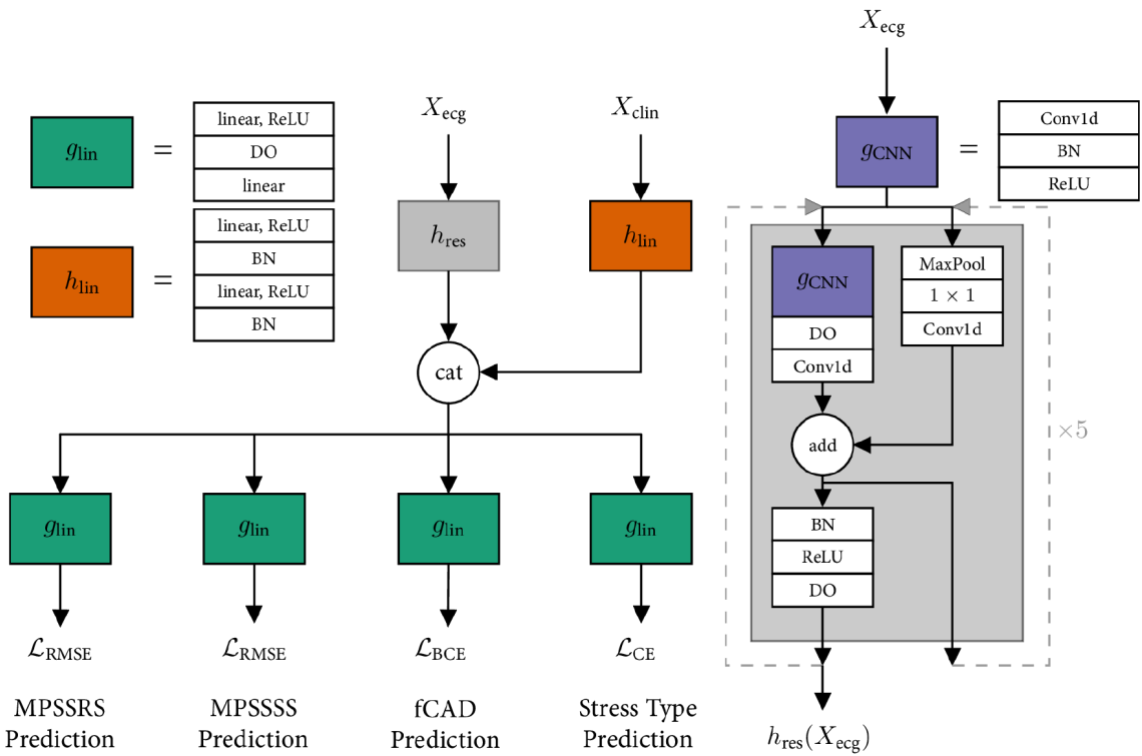 g_lin
=
linear, ReLU
DO
linear
h_lin
=
linear, ReLU
BN
linear, ReLU
BN
X_ecg
X_clin
h_res
h_lin
cat
g_lin
g_lin
g_lin
g_lin
ℒ_RMSE
ℒ_RMSE
ℒ_BCE
ℒ_CE
MPSSRS
Prediction
MPSSSS
Prediction
fCAD
Prediction
Stress Type
Prediction
X_ecg
g_CNN
=
Conv1d
BN
ReLU
g_CNN
DO
Conv1d
MaxPool
1 × 1
Conv1d
add
×5
BN
ReLU
DO
h_res(X_ecg)